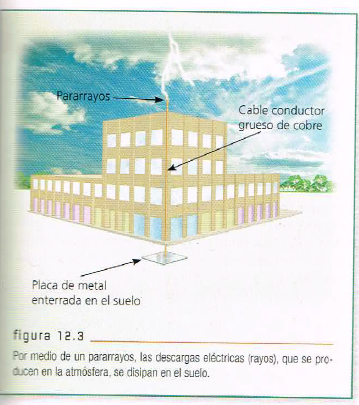 Pararrayos
Cable conductor
grueso de cobre
Placa de metal
enterrada en el suelo
figura 12.3
Por medio de un pararrayos, las descargas eléctricas (rayos), que se pro-
ducen en la atmósfera, se disipan en el suelo.